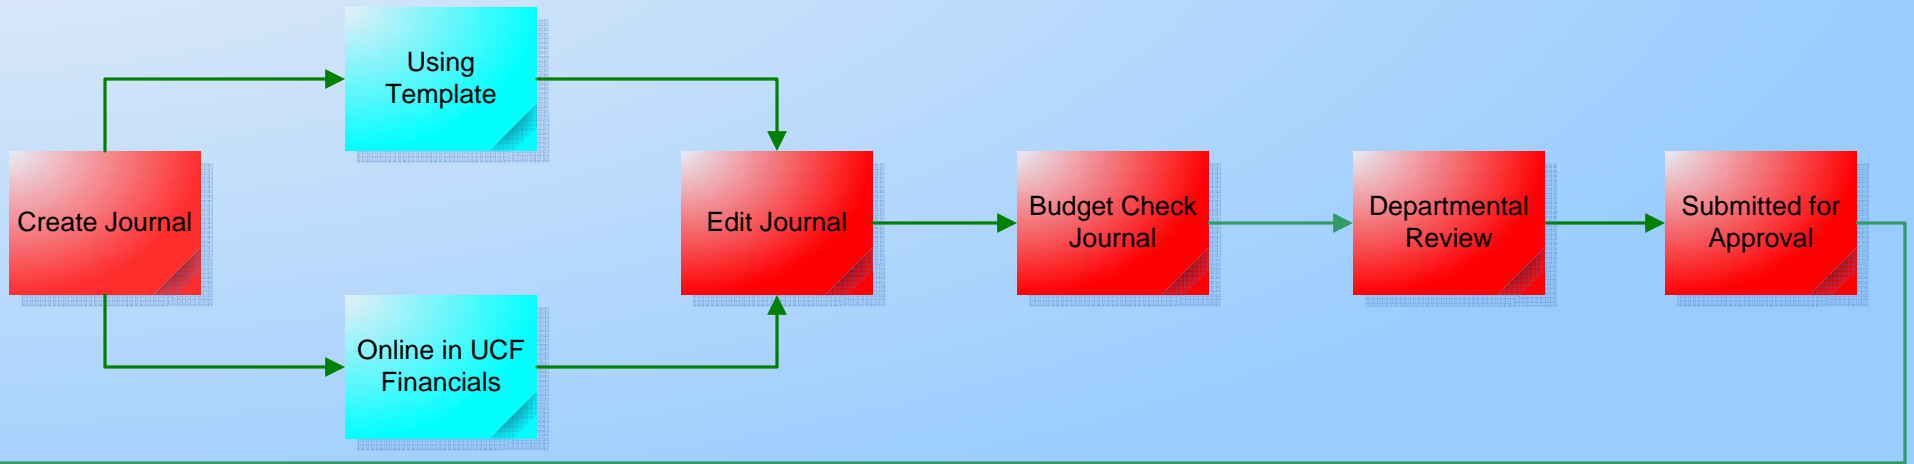 Create Journal
Using
Template
Online in UCF
Financials
Edit Journal
Budget Check
Journal
Departmental
Review
Submitted for
Approval